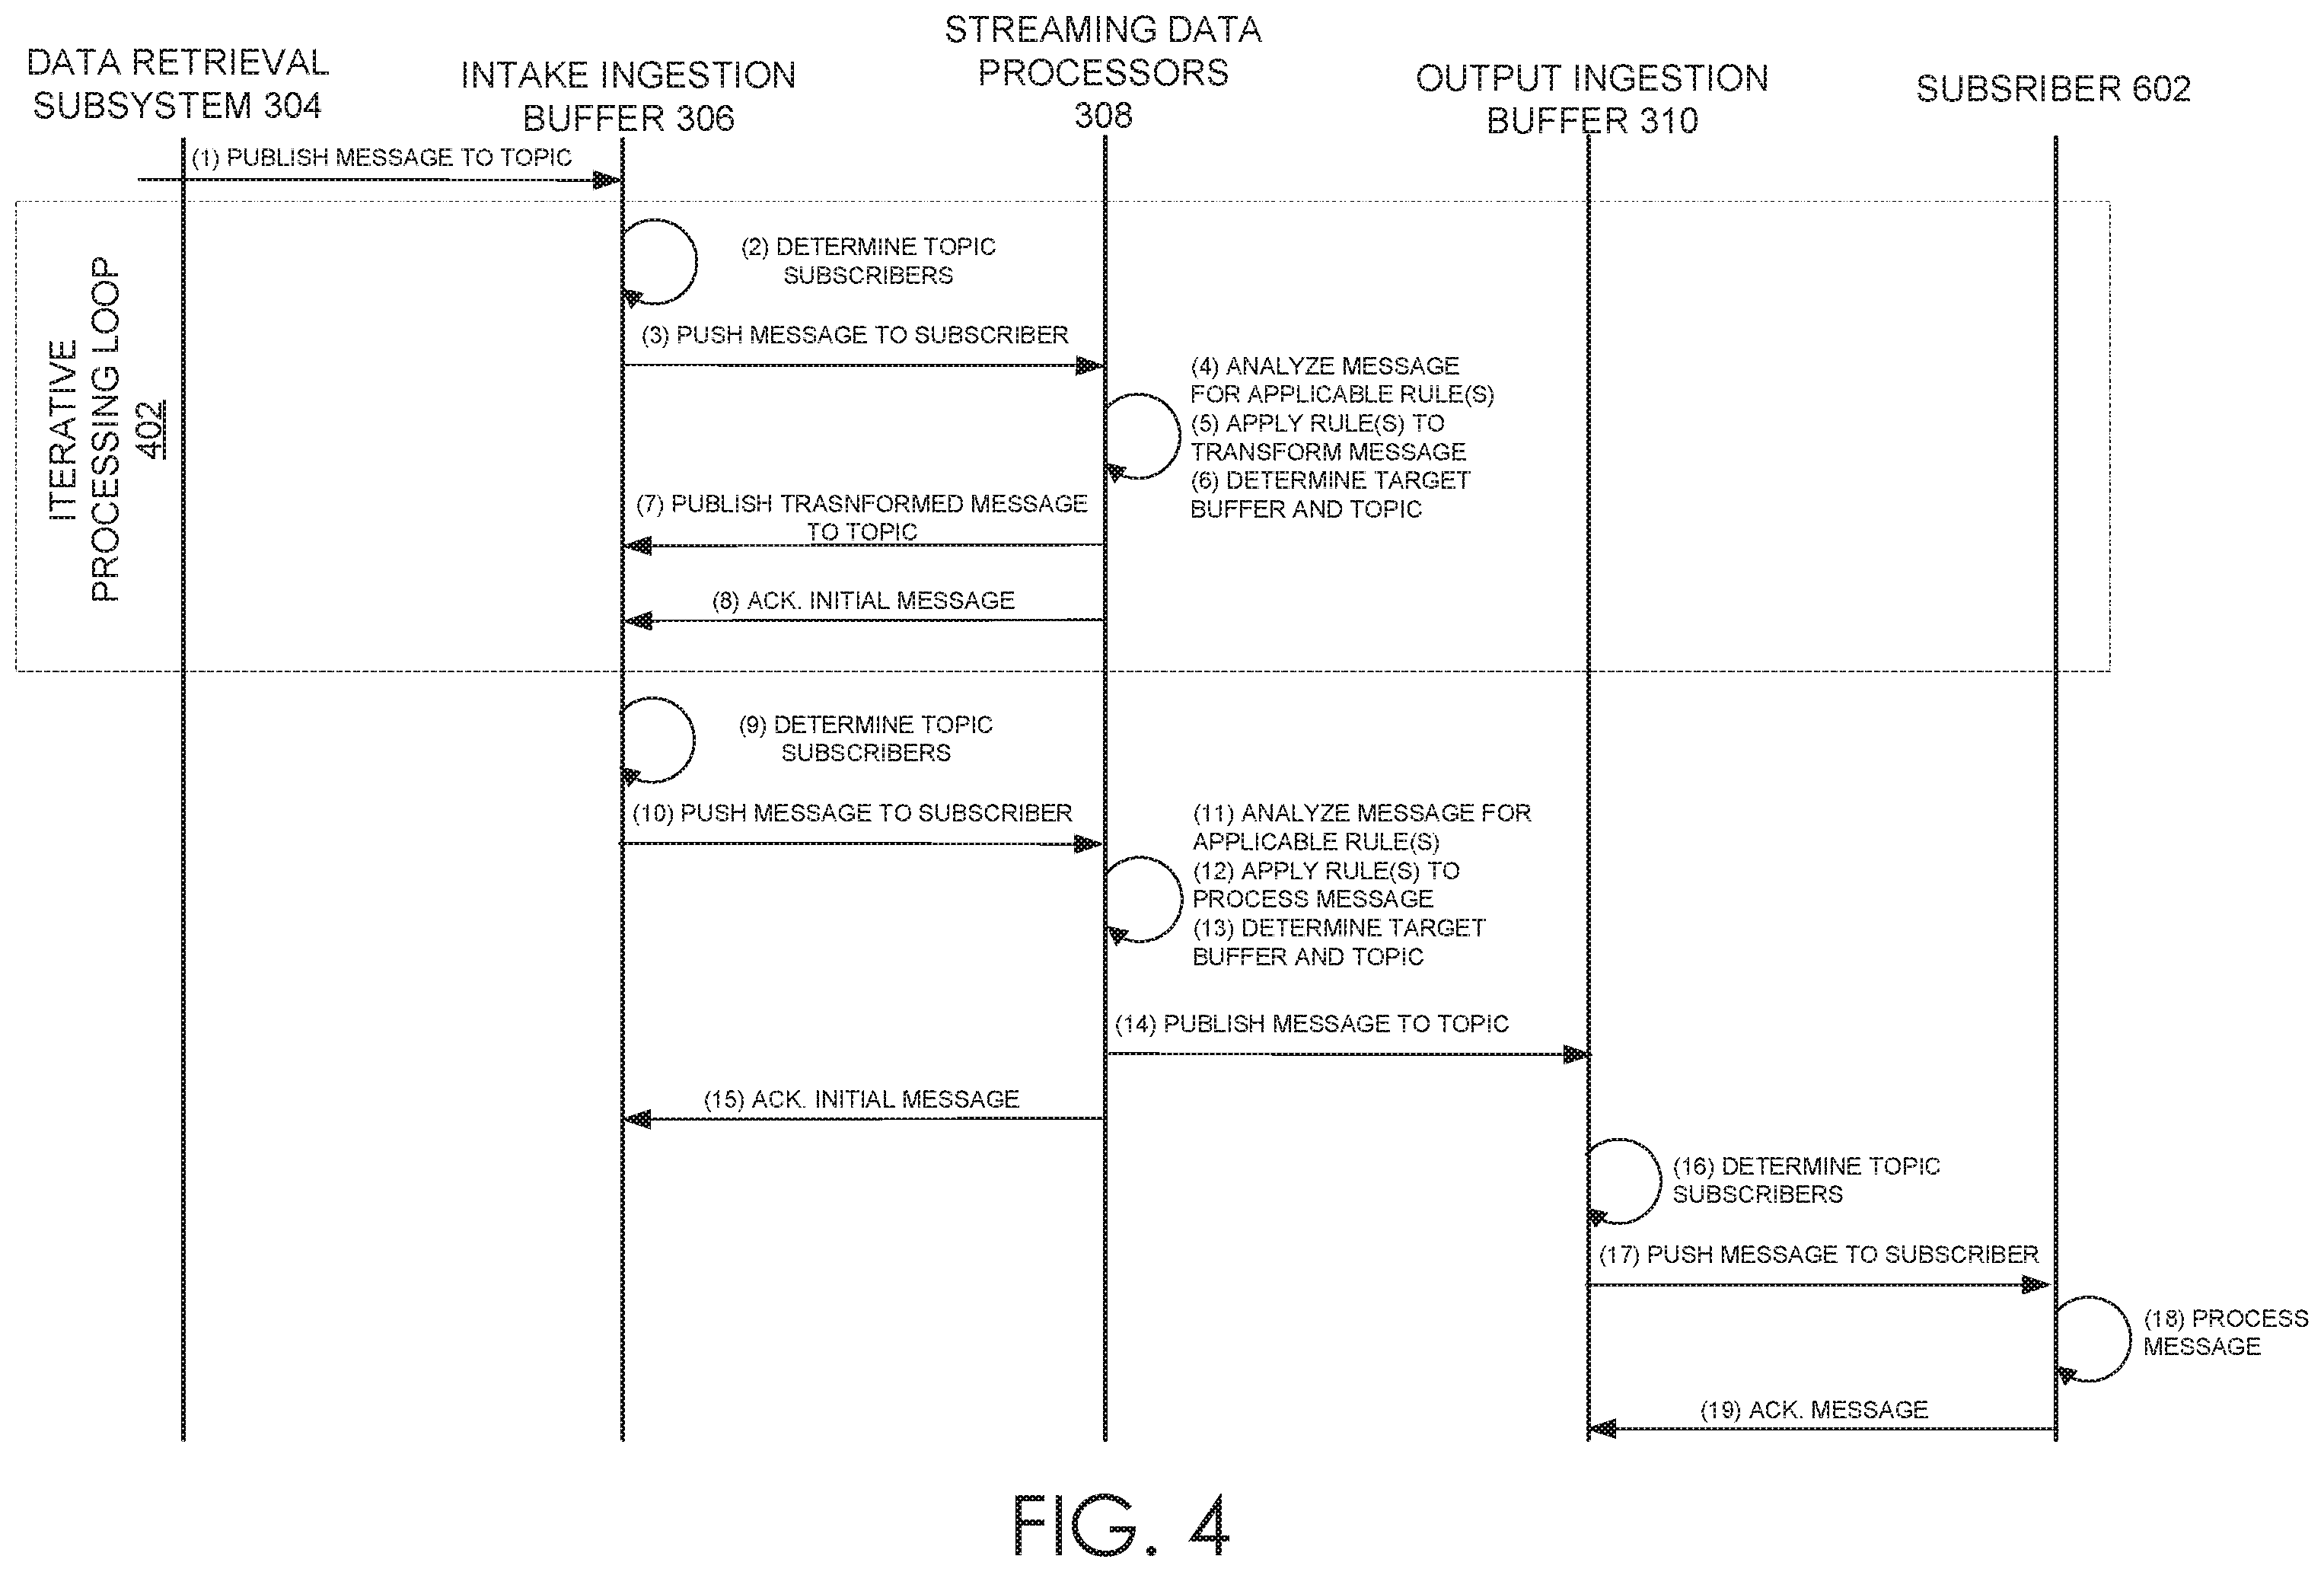 DATA RETRIEVAL
SUBSYSTEM 304
INTAKE INGESTION
BUFFER 306
STREAMING DATA
PROCESSORS
308
OUTPUT INGESTION
BUFFER 310
SUBSRIBER 602
(1) PUBLISH MESSAGE TO TOPIC
ITERATIVE
PROCESSING LOOP
402
(2) DETERMINE TOPIC
SUBSCRIBERS
(3) PUSH MESSAGE TO SUBSCRIBER
(4) ANALYZE MESSAGE
FOR APPLICABLE RULE(S)
(5) APPLY RULE(S) TO
TRANSFORM MESSAGE
(6) DETERMINE TARGET
BUFFER AND TOPIC
(7) PUBLISH TRASNFORMED MESSAGE
TO TOPIC
(8) ACK. INITIAL MESSAGE
(9) DETERMINE TOPIC
SUBSCRIBERS
(10) PUSH MESSAGE TO SUBSCRIBER
(11) ANALYZE MESSAGE FOR
APPLICABLE RULE(S)
(12) APPLY RULE(S) TO
PROCESS MESSAGE
(13) DETERMINE TARGET
BUFFER AND TOPIC
(14) PUBLISH MESSAGE TO TOPIC
(15) ACK. INITIAL MESSAGE
(16) DETERMINE TOPIC
SUBSCRIBERS
(17) PUSH MESSAGE TO SUBSCRIBER
(18) PROCESS
MESSAGE
(19) ACK. MESSAGE
FIG. 4